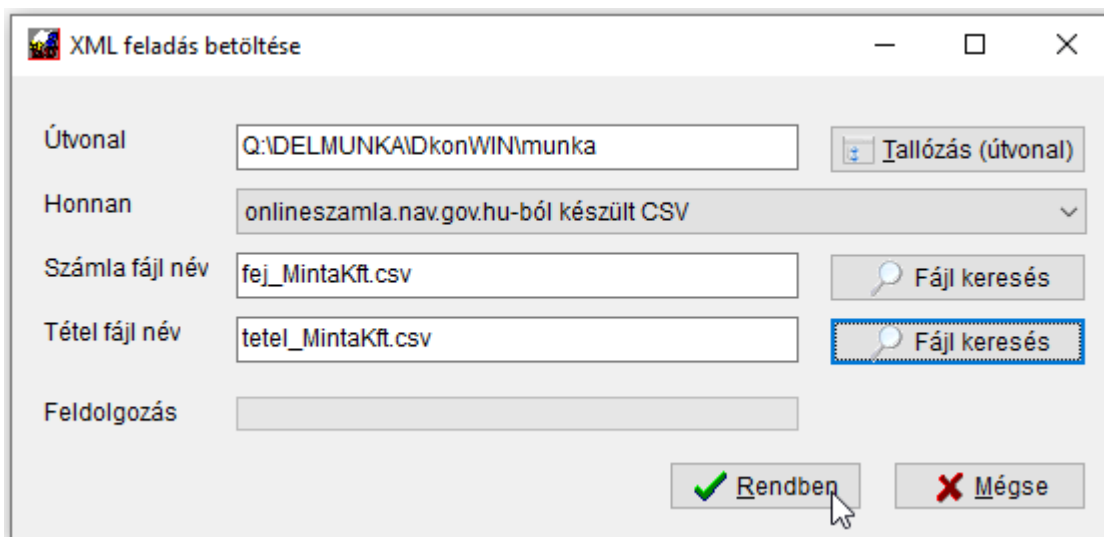 XML feladás betöltése
Útvonal Q:\DELMUNKA\DkonWIN\munka Tallózás (útvonal)
Honnan onlineszamla.nav.gov.hu-ból készült CSV
Számla fájl név fej_MintaKft.csv Fájl keresés
Tétel fájl név tetel_MintaKft.csv Fájl keresés
Feldolgozás
Rendben Mégse